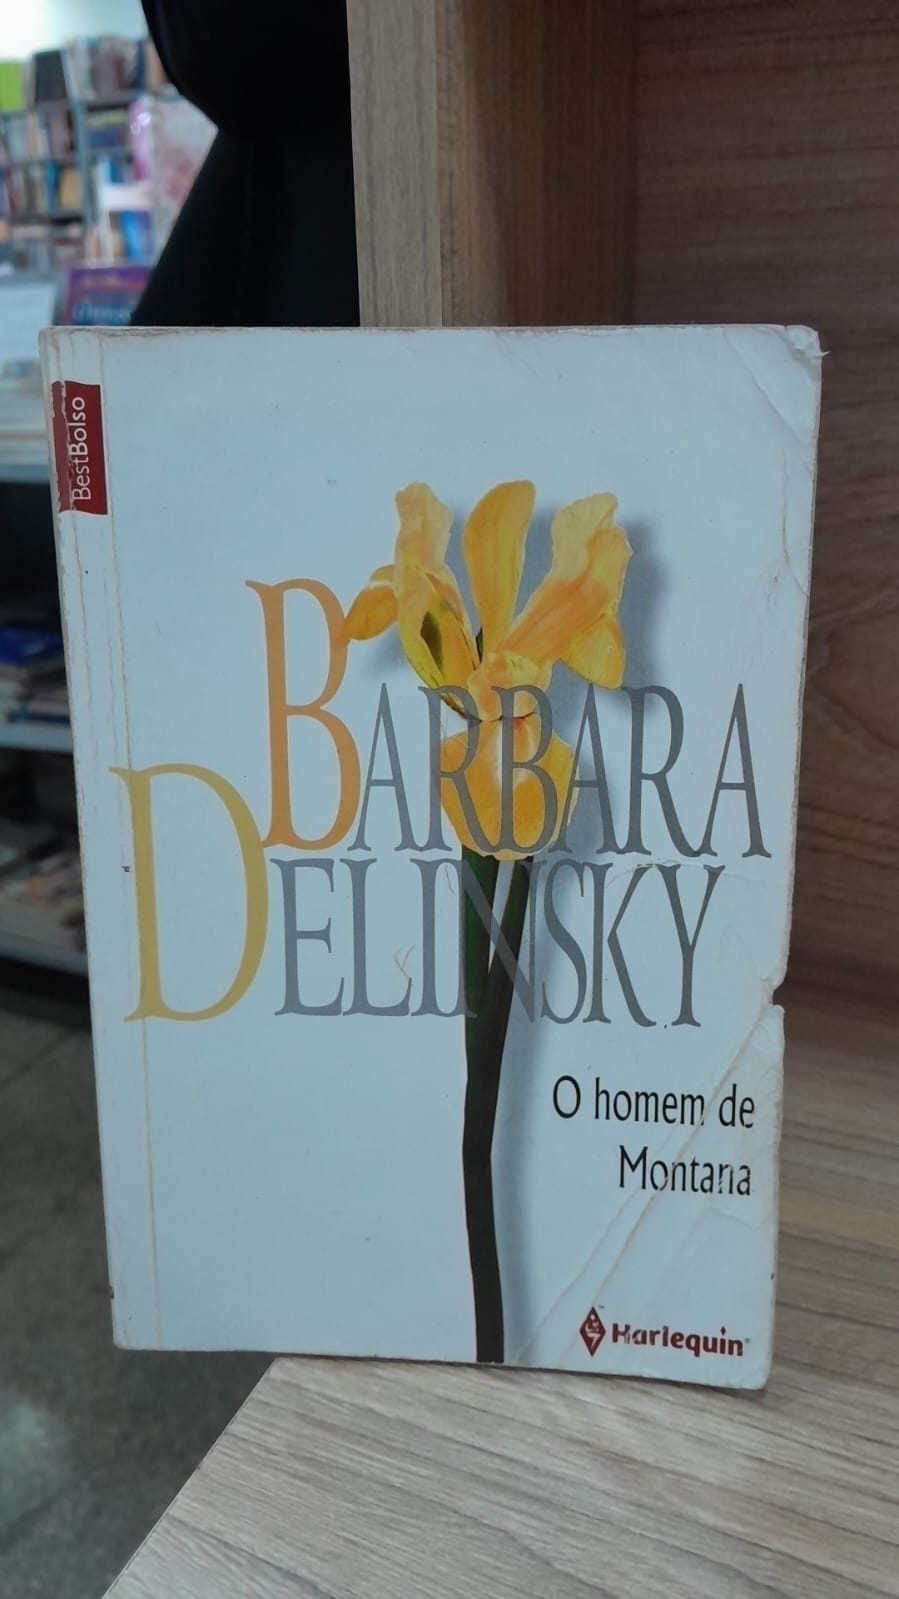 BestBolso
BARBARA
DELINSKY
O homem de
Montana
Harlequin